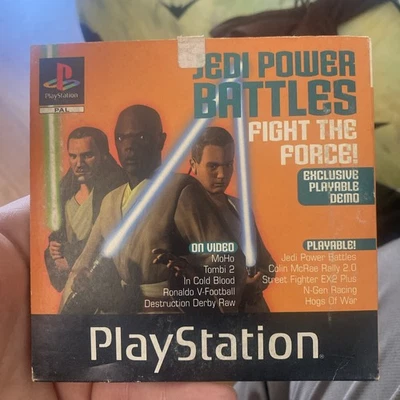 PlayStation
PAL
JEDI POWER
BATTLES
FIGHT THE
FORCE!
EXCLUSIVE
PLAYABLE
DEMO
ON VIDEO
MoHo
Tombi 2
In Cold Blood
Ronaldo V-Football
Destruction Derby Raw
PLAYABLE!
Jedi Power Battles
Colin McRae Rally 2.0
Street Fighter EX2 Plus
N-Gen Racing
Hogs Of War
PlayStation